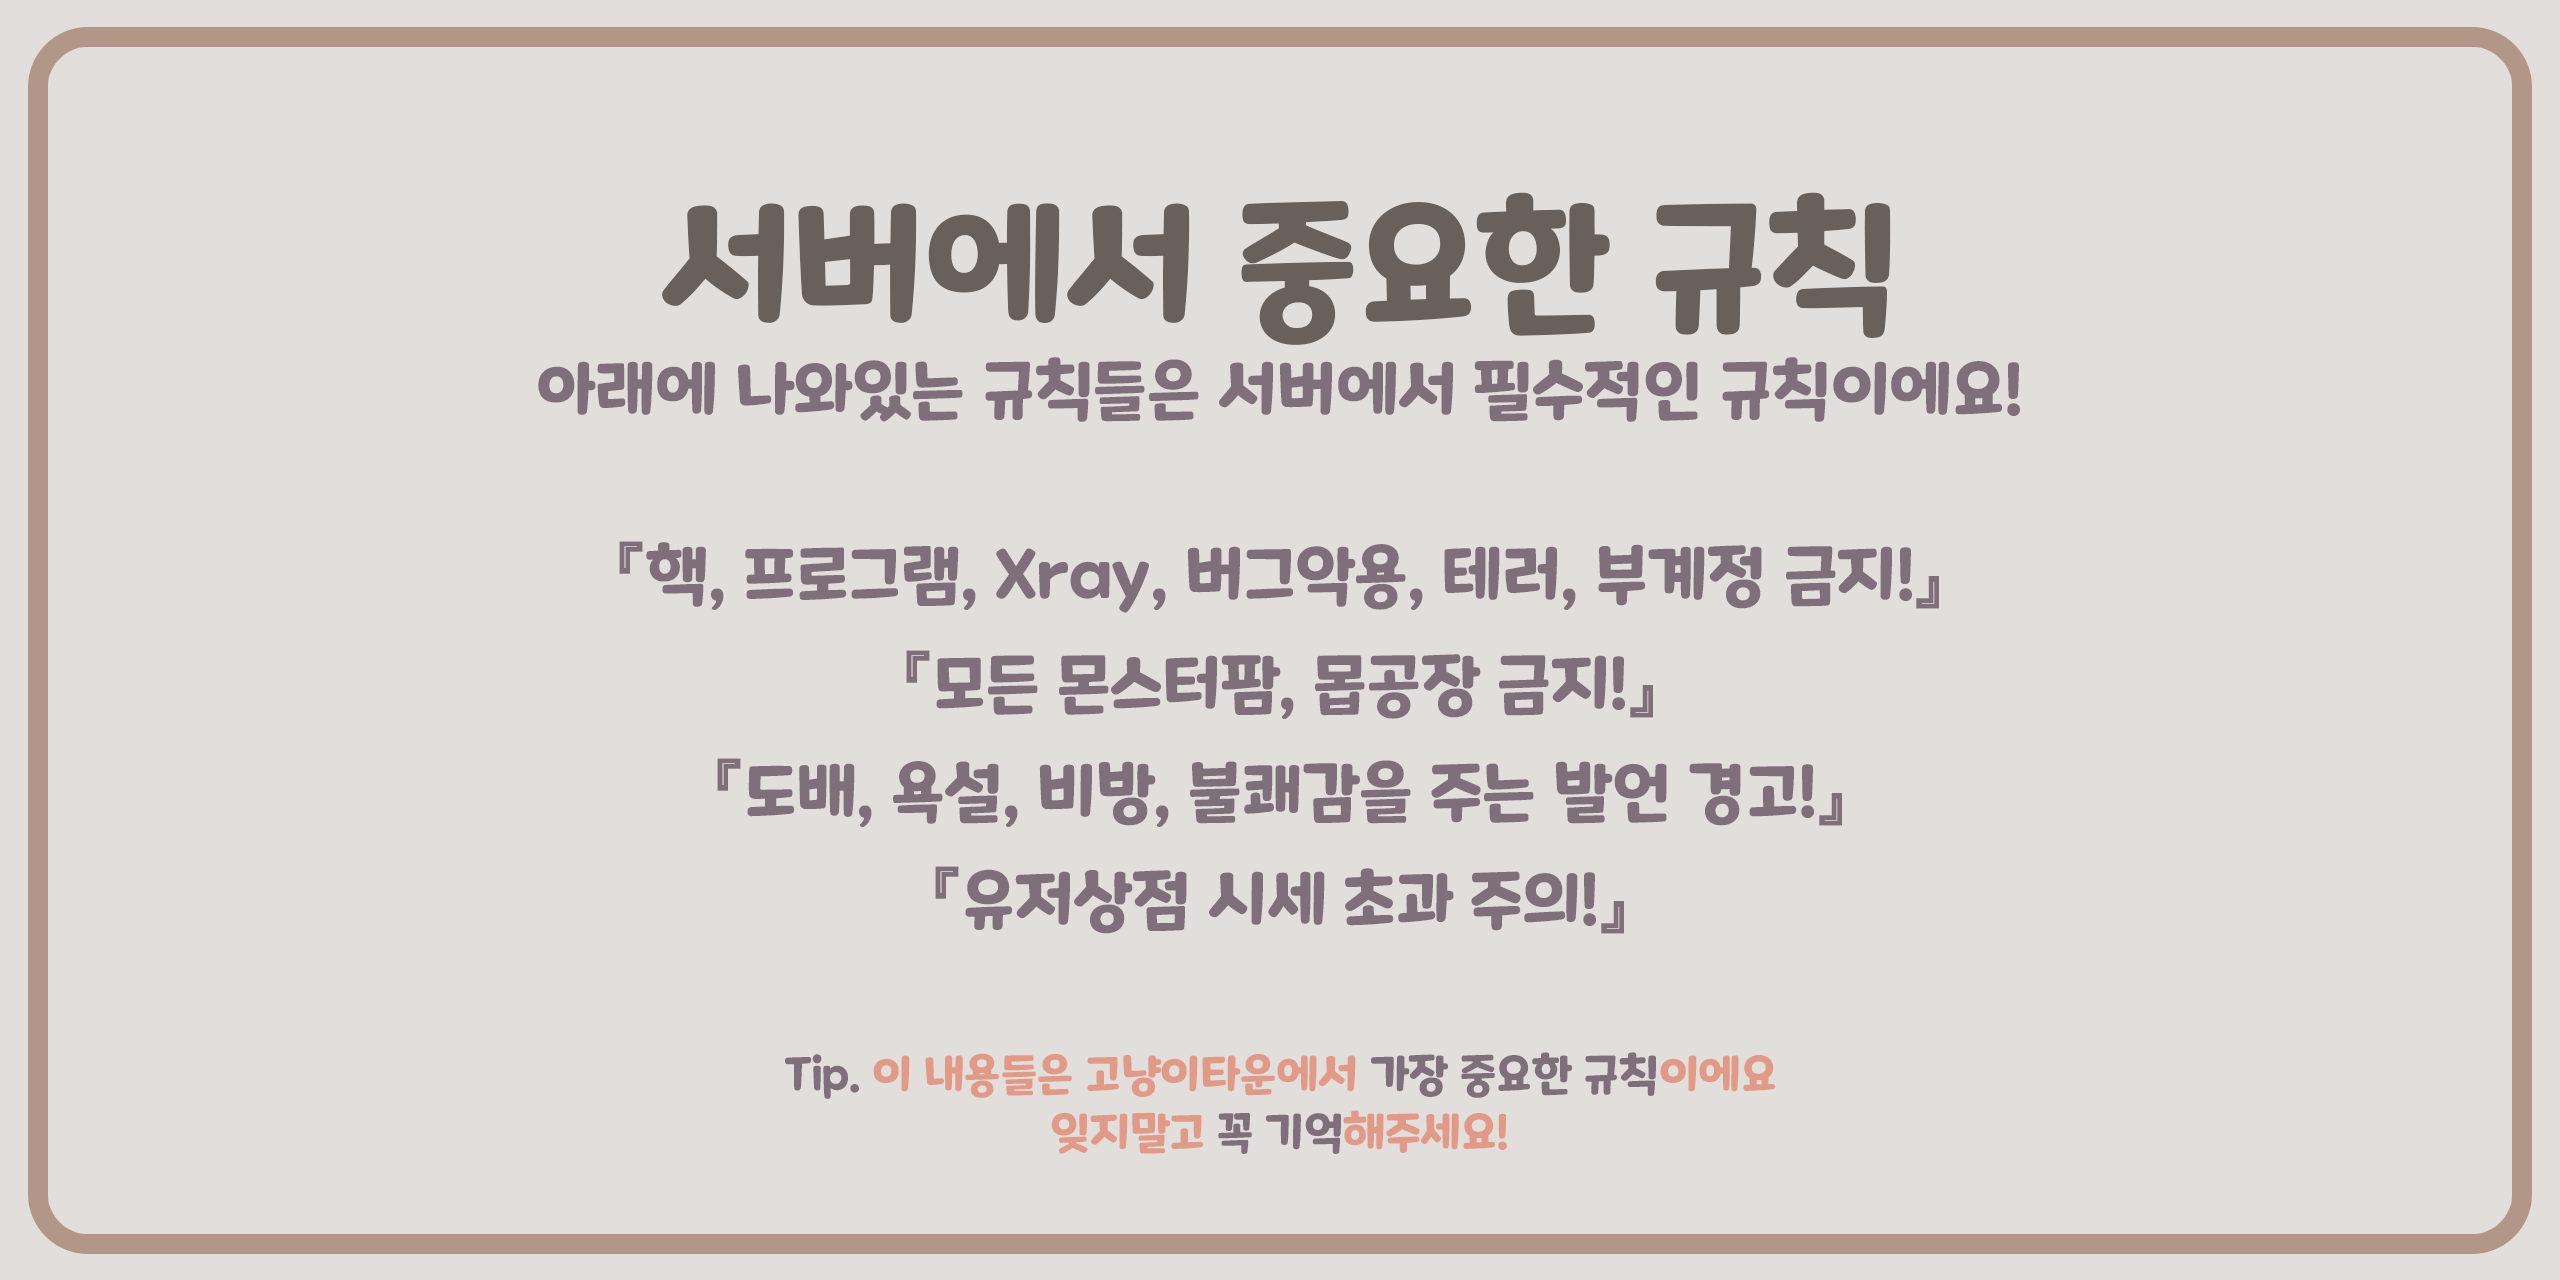 서버에서 중요한 규칙
아래에 나와있는 규칙들은 서버에서 필수적인 규칙이에요!
『핵, 프로그램, Xray, 버그악용, 테러, 부계정 금지!』
『모든 몬스터팜, 몹공장 금지!』
『도배, 욕설, 비방, 불쾌감을 주는 발언 경고!』
『유저상점 시세 초과 주의!』
Tip. 이 내용들은 고냥이타운에서 가장 중요한 규칙이에요
잊지말고 꼭 기억해주세요!